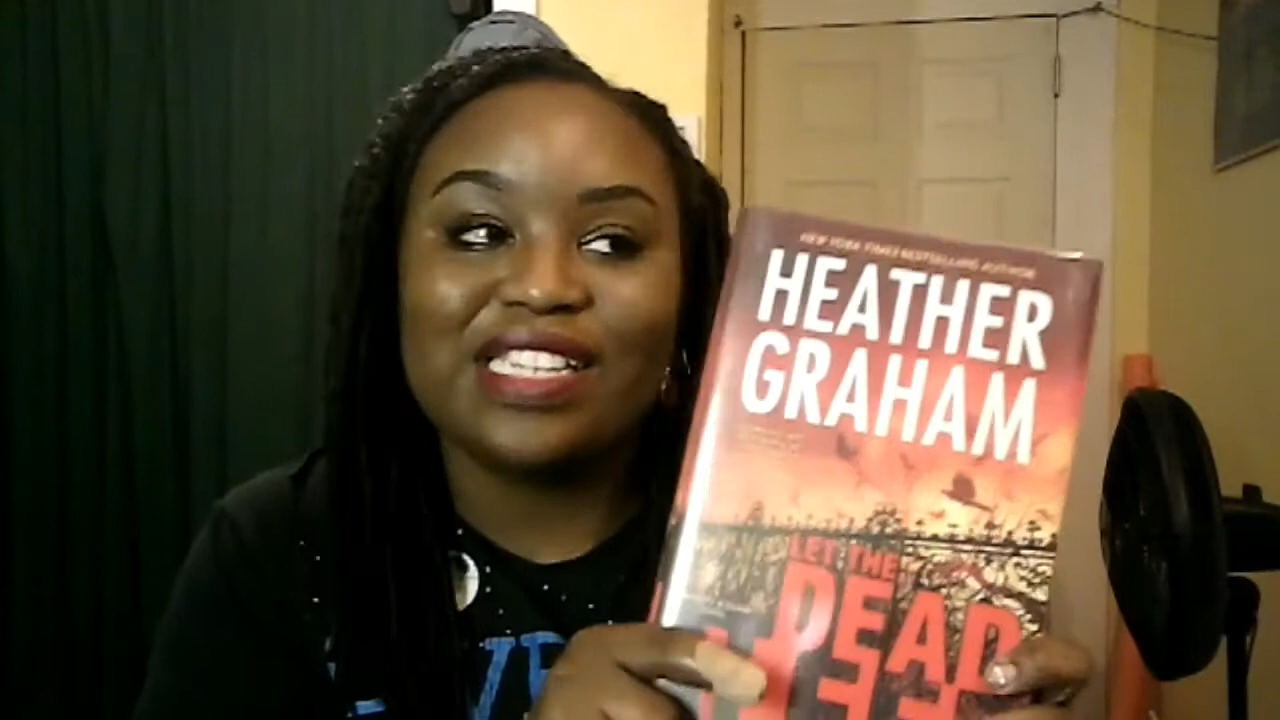 NEW YORK TIMES BESTSELLING AUTHOR
HEATHER
GRAHAM
LET THE
DEAD